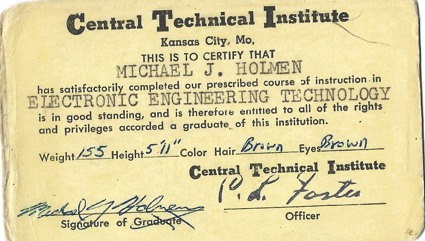 Central Technical Institute
Kansas City, Mo.
THIS IS TO CERTIFY THAT
MICHAEL J. HOLMEN
has satisfactorily completed our prescribed course of instruction in
ELECTRONIC ENGINEERING TECHNOLOGY
is in good standing, and is therefore entitled to all of the rights
and privileges accorded a graduate of this institution.
Weight 155 Height 5'11" Color Hair Brown Eyes Brown
Central Technical Institute
Michael J Holmen
Signature of Graduate
Officer